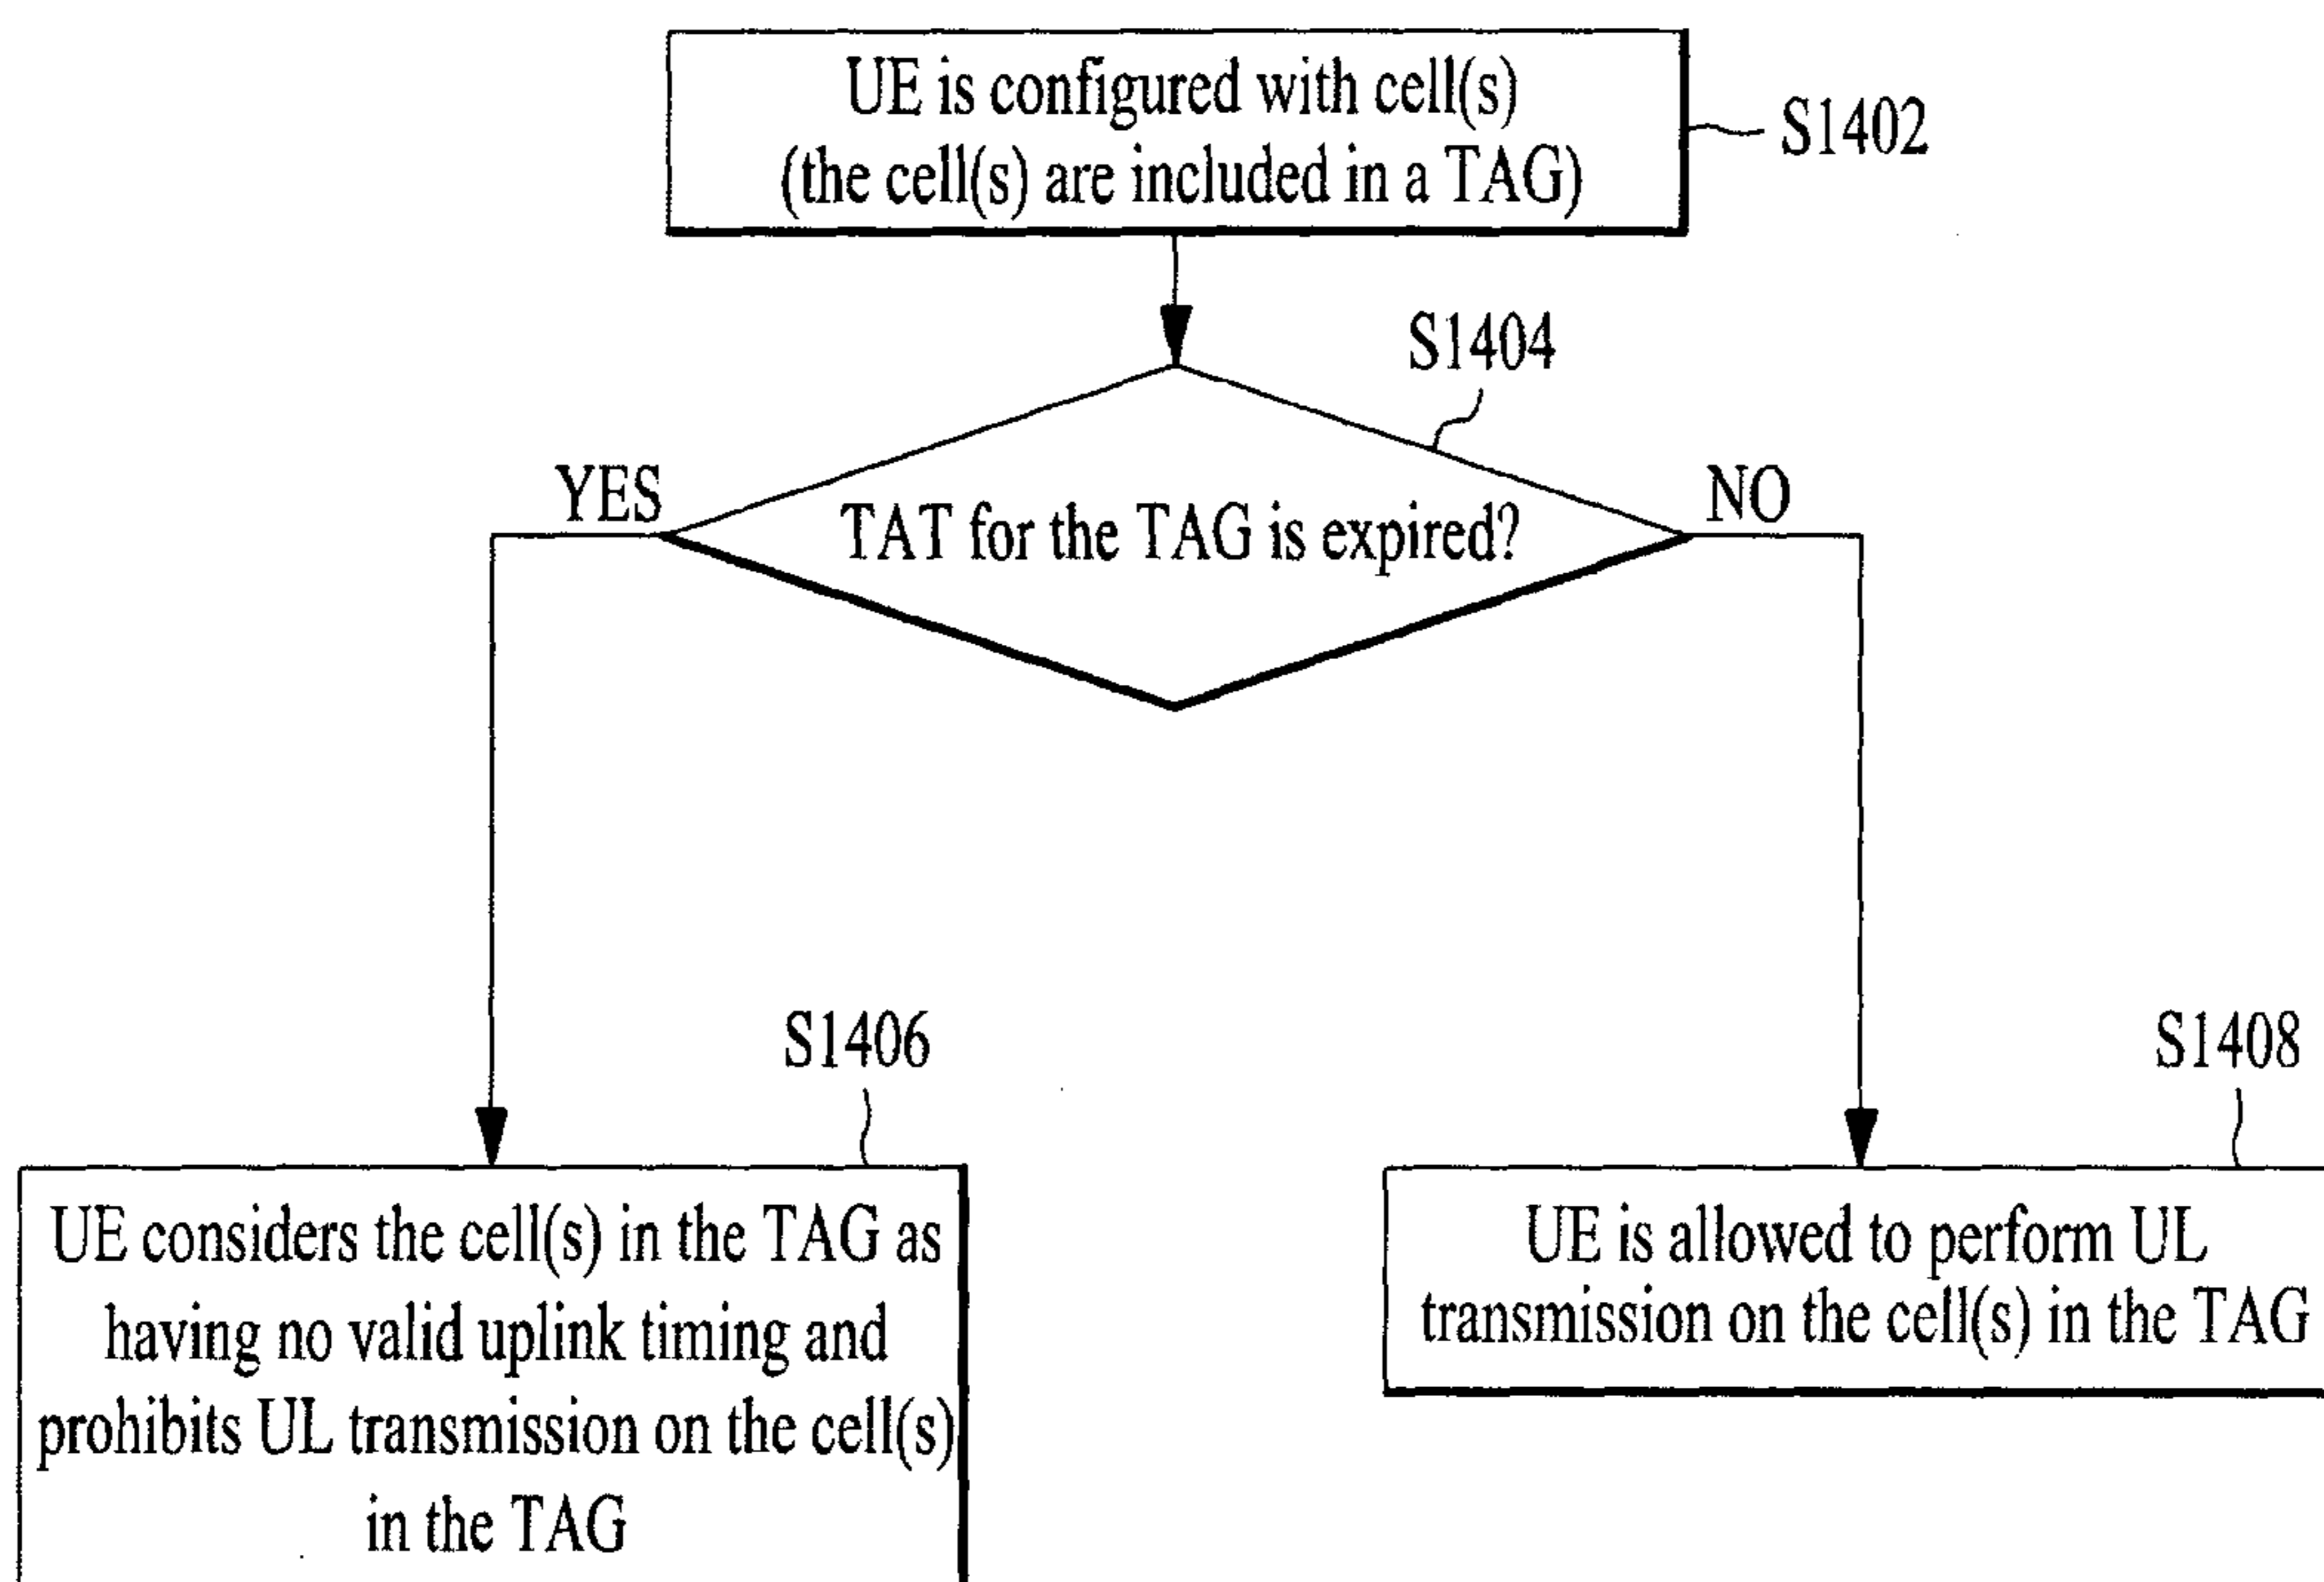 UE is configured with cell(s)
(the cell(s) are included in a TAG)
S1402
S1404
YES
TAT for the TAG is expired?
NO
S1406
UE considers the cell(s) in the TAG as
having no valid uplink timing and
prohibits UL transmission on the cell(s)
in the TAG
S1408
UE is allowed to perform UL
transmission on the cell(s) in the TAG